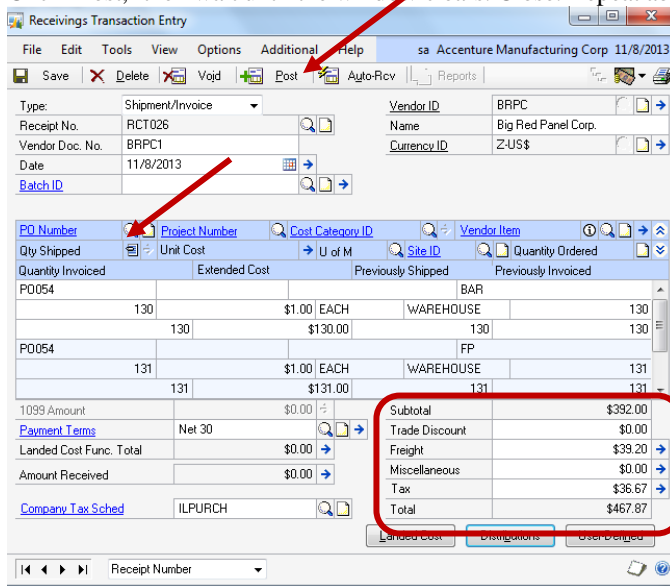 Receivings Transaction Entry
File Edit Tools View Options Additional Help sa Accenture Manufacturing Corp 11/8/2013
Save Delete Void Post Auto-Rcv Reports
Type: Shipment/Invoice Vendor ID BRPC
Receipt No. RCT026 Name Big Red Panel Corp.
Vendor Doc. No. BRPC1 Currency ID Z-US$
Date 11/8/2013
Batch ID
PO Number Project Number Cost Category ID Vendor Item
Qty Shipped Unit Cost U of M Site ID Quantity Ordered
Quantity Invoiced Extended Cost Previously Shipped Previously Invoiced
PO054 BAR
130 $1.00 EACH WAREHOUSE 130
130 $130.00 130 130
PO054 FP
131 $1.00 EACH WAREHOUSE 131
131 $131.00 131 131
1099 Amount $0.00 Subtotal $392.00
Payment Terms Net 30 Trade Discount $0.00
Landed Cost Func. Total $0.00 Freight $39.20
Amount Received $0.00 Miscellaneous $0.00
Tax $36.67
Company Tax Sched ILPURCH Total $467.87
Landed Cost Distributions User-Defined
Receipt Number